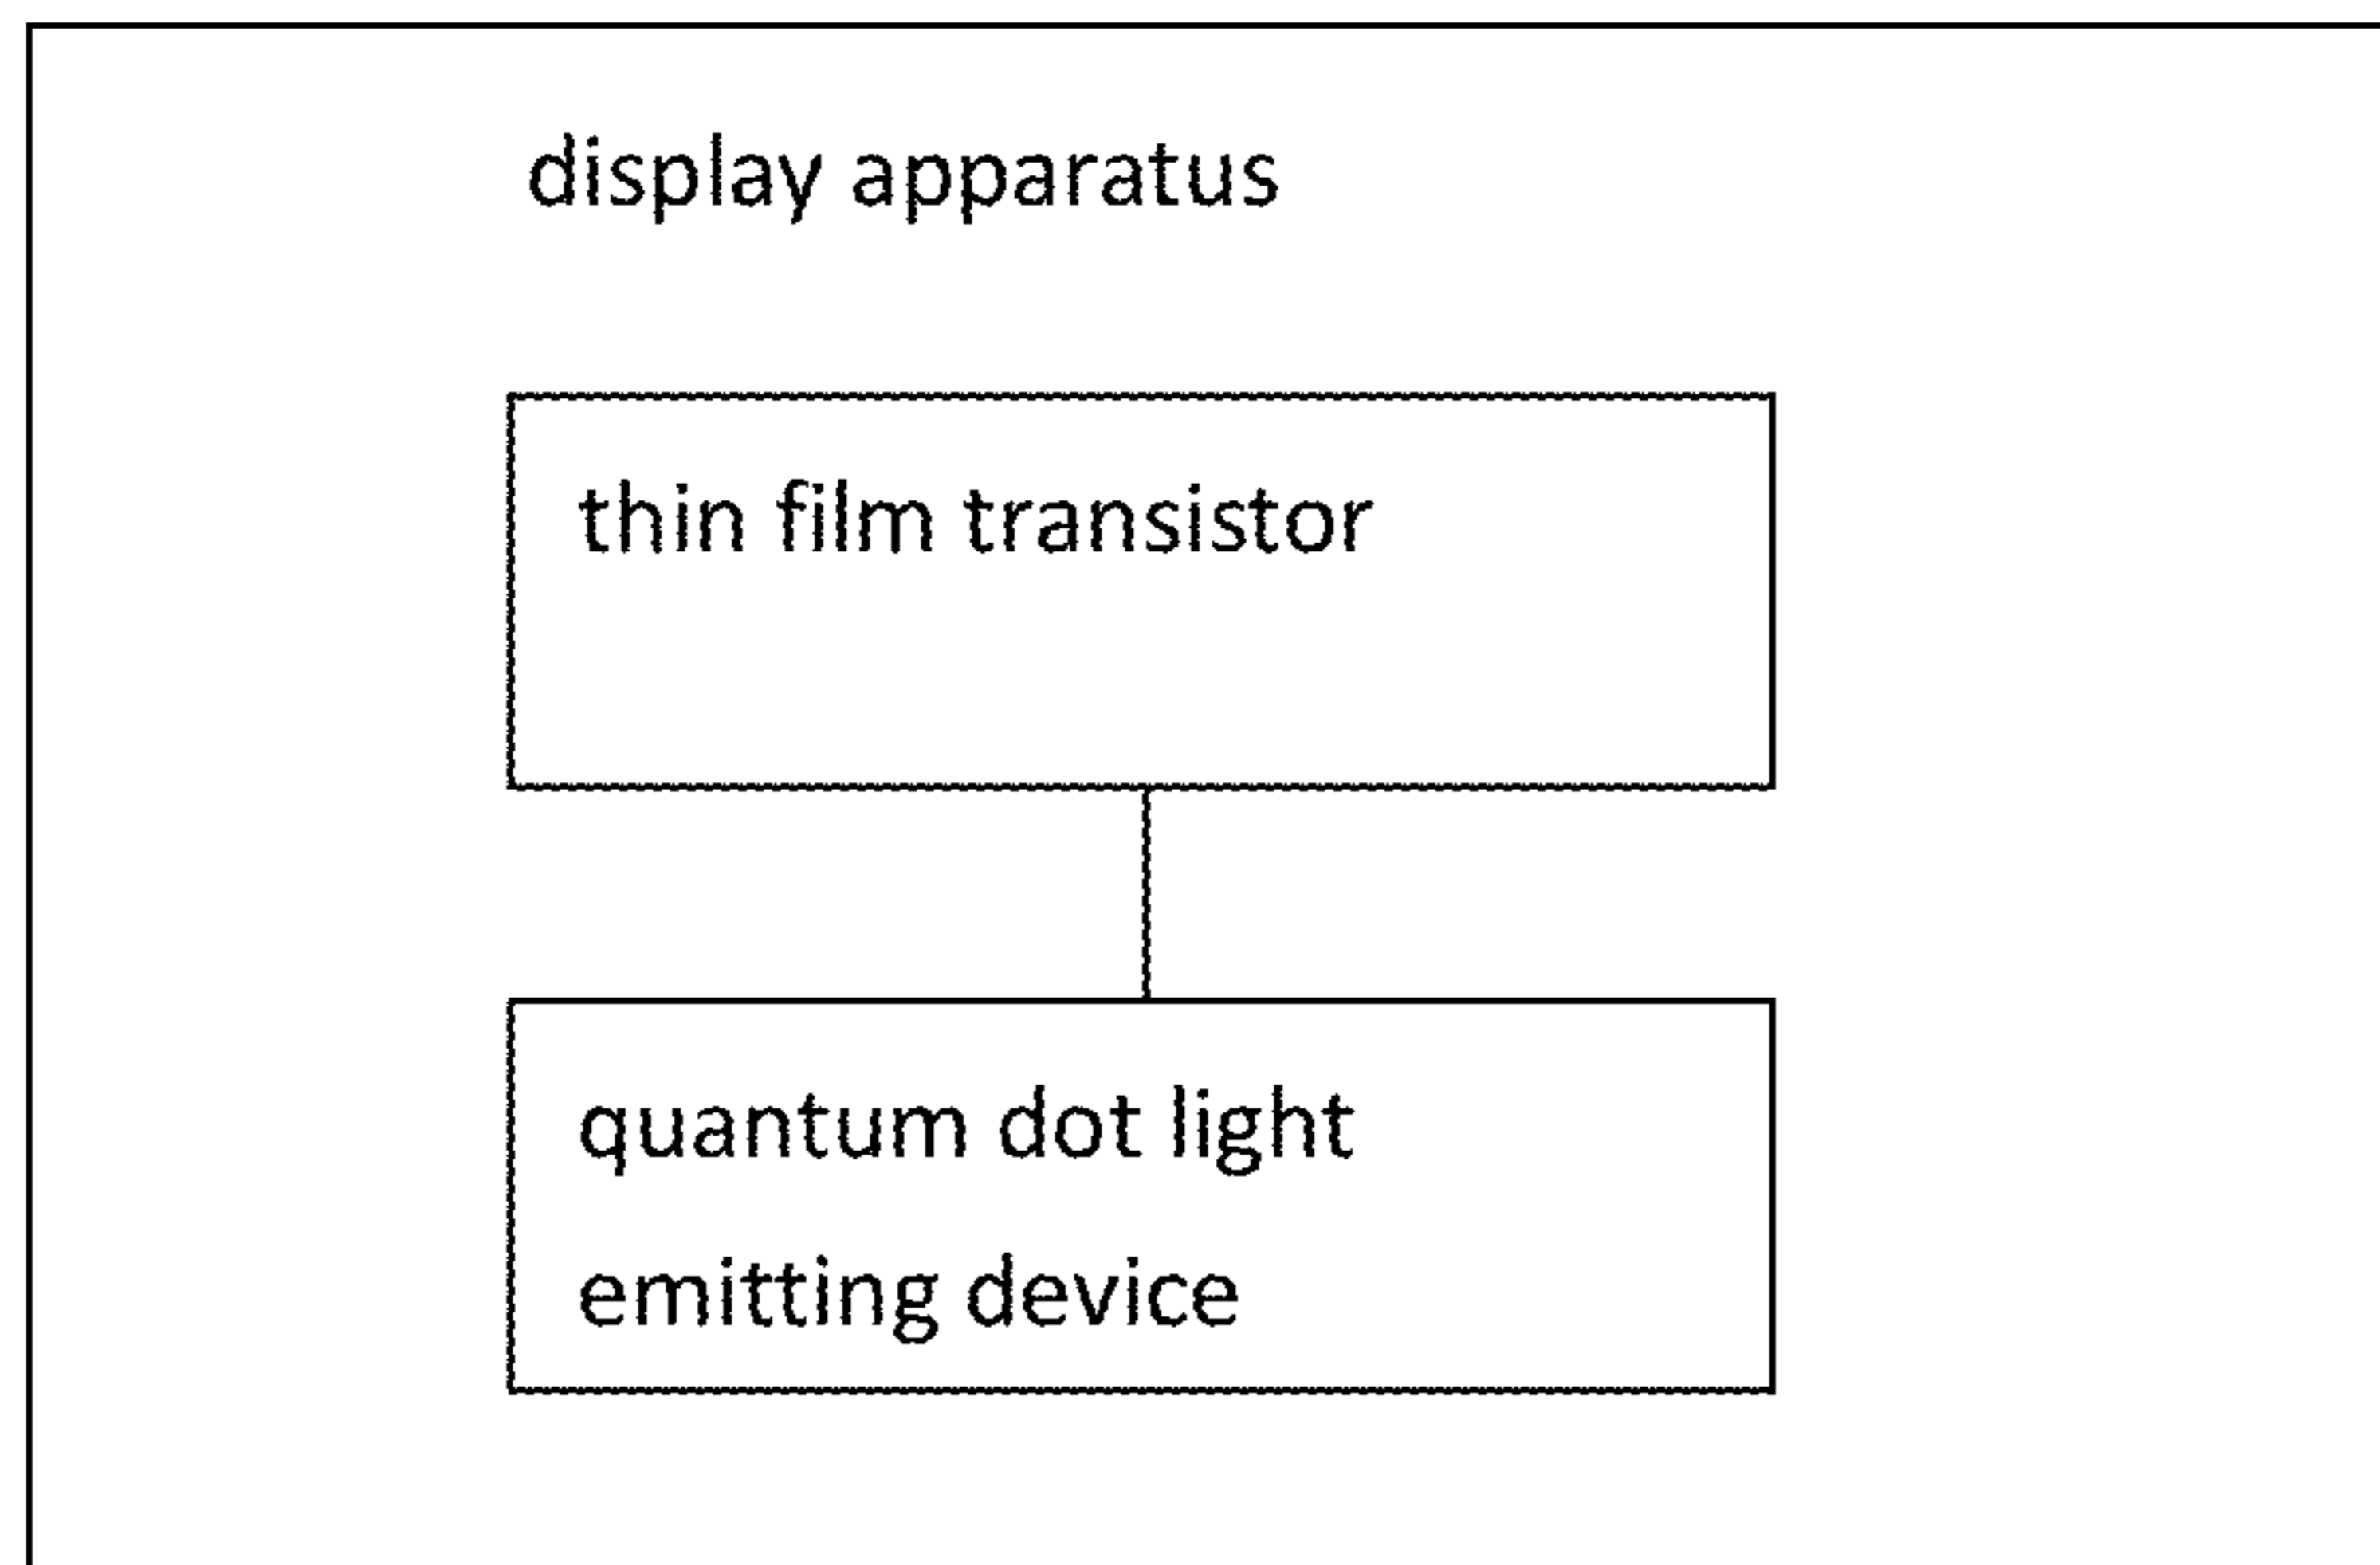 display apparatus
thin film transistor
quantum dot light
emitting device